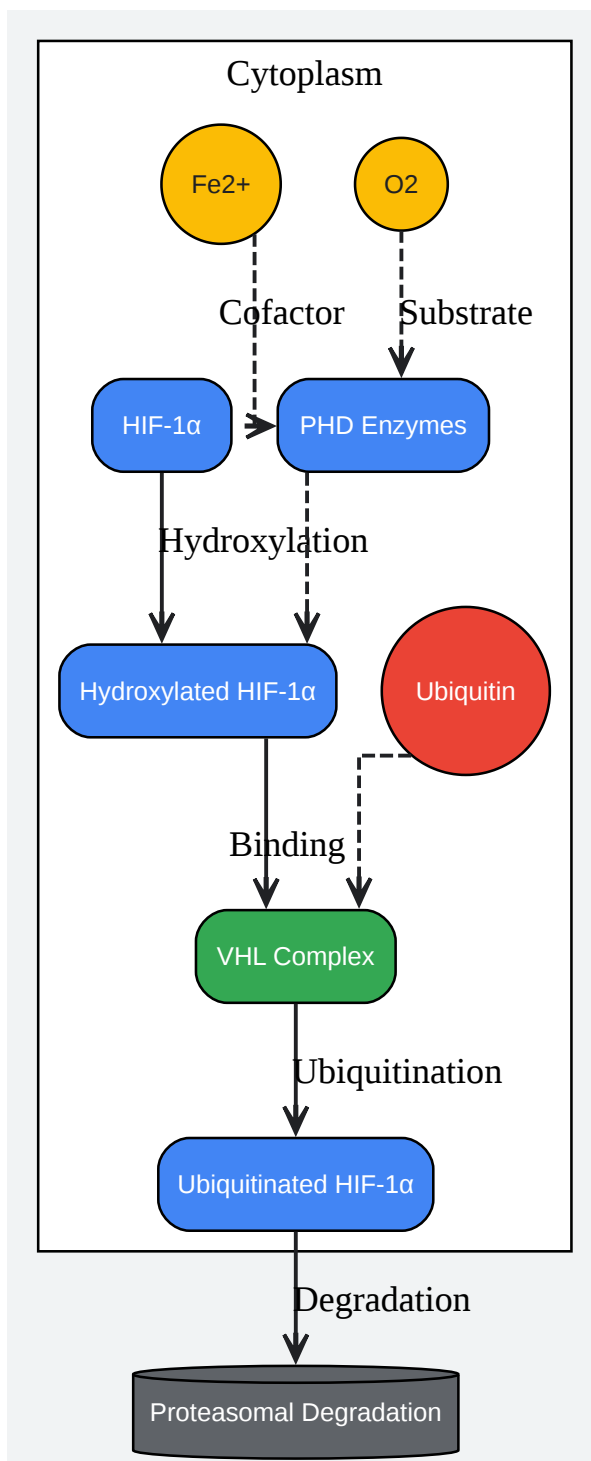 Cytoplasm
Fe2+
O2
Cofactor
Substrate
HIF-1α
PHD Enzymes
Hydroxylation
Hydroxylated HIF-1α
Ubiquitin
Binding
VHL Complex
Ubiquitination
Ubiquitinated HIF-1α
Degradation
Proteasomal Degradation